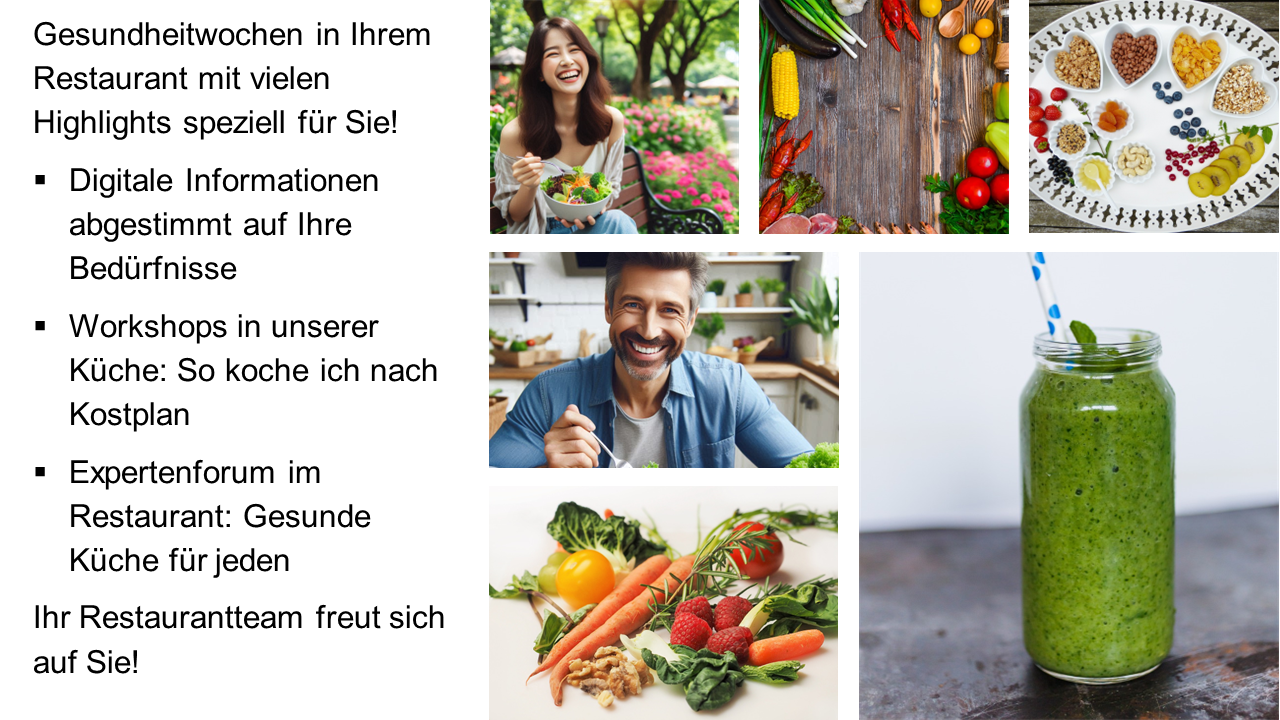 Gesundheitwochen in Ihrem
Restaurant mit vielen
Highlights speziell für Sie!
▪ Digitale Informationen
abgestimmt auf Ihre
Bedürfnisse
▪ Workshops in unserer
Küche: So koche ich nach
Kostplan
▪ Expertenforum im
Restaurant: Gesunde
Küche für jeden
Ihr Restaurantteam freut sich
auf Sie!